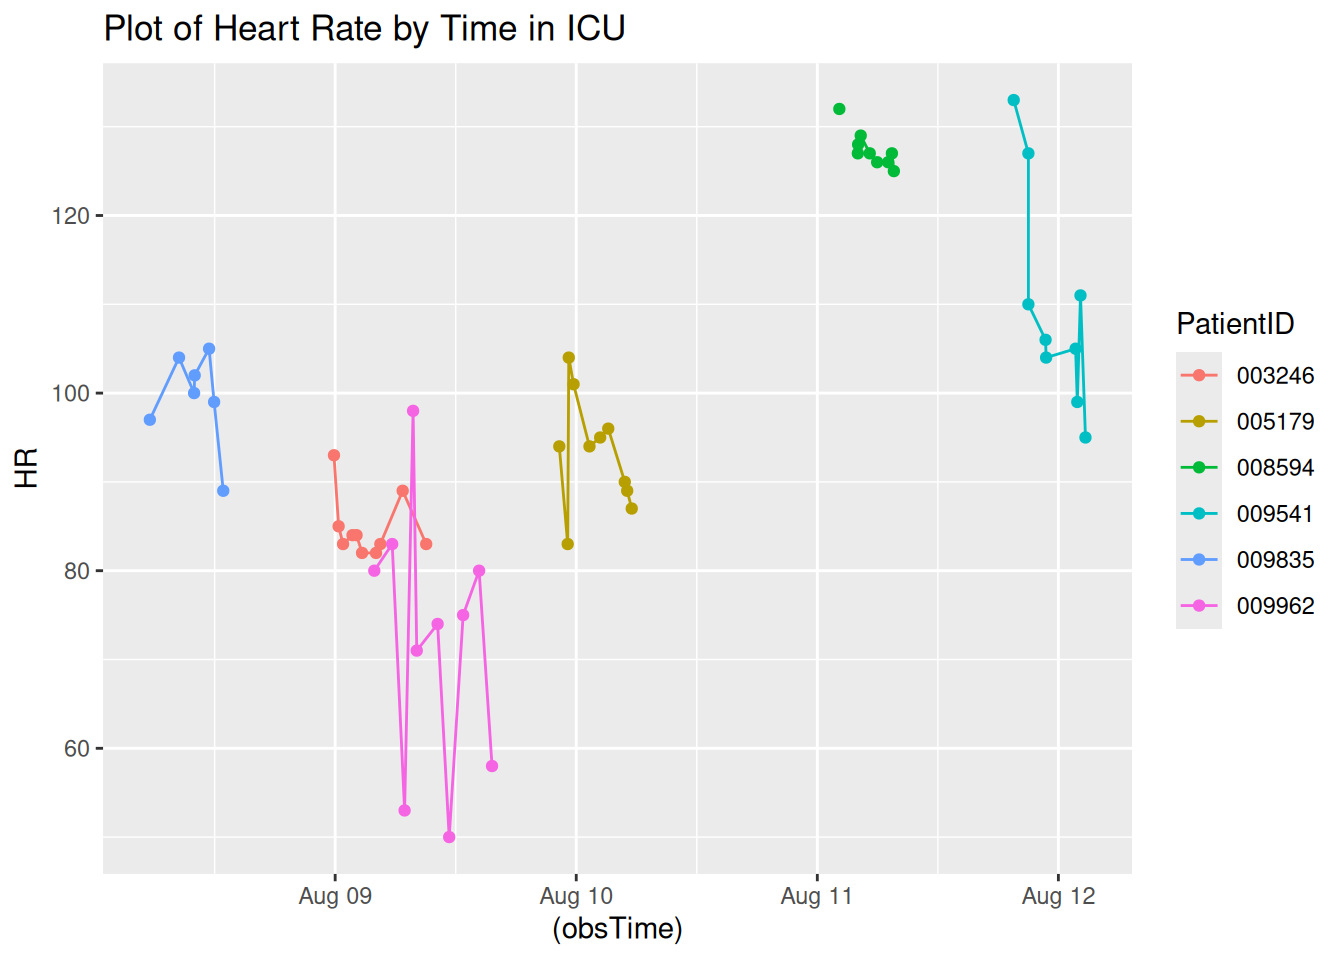 Plot of Heart Rate by Time in ICU
HR
120
100
80
60
Aug 09
Aug 10
Aug 11
Aug 12
(obsTime)
PatientID
003246
005179
008594
009541
009835
009962